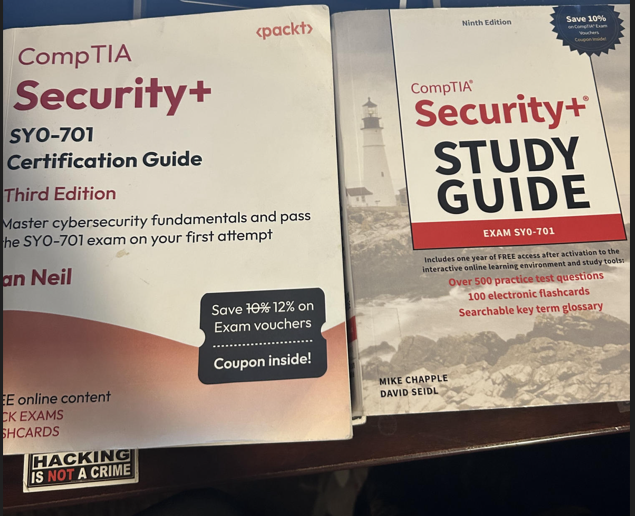 <packt>
CompTIA
Security+
SY0-701
Certification Guide
Third Edition
Master cybersecurity fundamentals and pass
the SY0-701 exam on your first attempt
an Neil
Save 10% 12% on
Exam vouchers
Coupon inside!
EE online content
CK EXAMS
SHCARDS
HACKING
IS NOT A CRIME
Ninth Edition
Save 10%
on CompTIA® Exam
Vouchers
Coupon Inside!
CompTIA®
Security+®
STUDY
GUIDE
EXAM SY0-701
Includes one year of FREE access after activation to the
interactive online learning environment and study tools:
Over 500 practice test questions
100 electronic flashcards
Searchable key term glossary
MIKE CHAPPLE
DAVID SEIDL